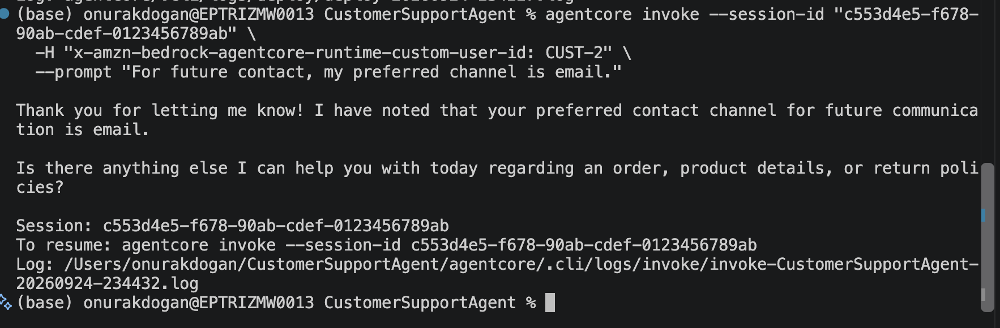 (base) onurakdogan@EPTRIZMW0013 CustomerSupportAgent % agentcore invoke --session-id "c553d4e5-f678-
90ab-cdef-0123456789ab" \
  -H "x-amzn-bedrock-agentcore-runtime-custom-user-id: CUST-2" \
  --prompt "For future contact, my preferred channel is email."

Thank you for letting me know! I have noted that your preferred contact channel for future communica
tion is email.

Is there anything else I can help you with today regarding an order, product details, or return poli
cies?

Session: c553d4e5-f678-90ab-cdef-0123456789ab
To resume: agentcore invoke --session-id c553d4e5-f678-90ab-cdef-0123456789ab
Log: /Users/onurakdogan/CustomerSupportAgent/agentcore/.cli/logs/invoke/invoke-CustomerSupportAgent-
20260924-234432.log
(base) onurakdogan@EPTRIZMW0013 CustomerSupportAgent %